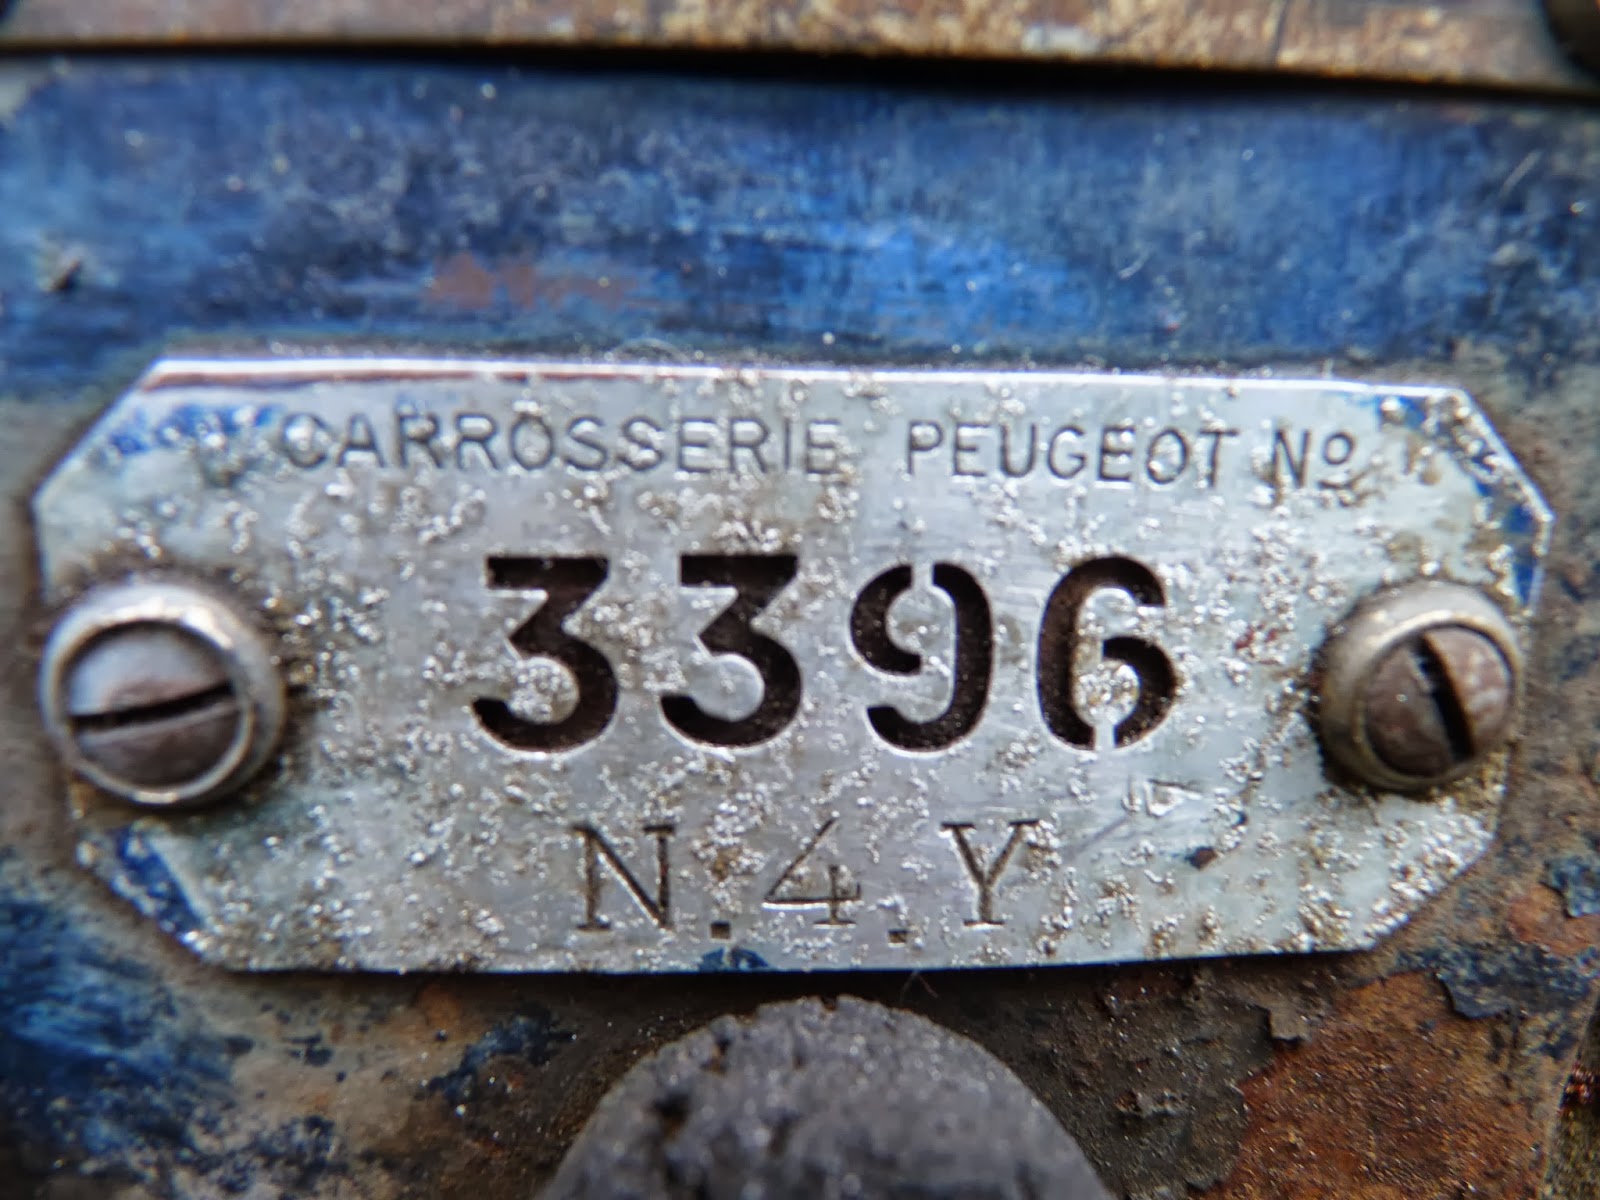 CARROSSERIE PEUGEOT Nº
3396
N.4.Y